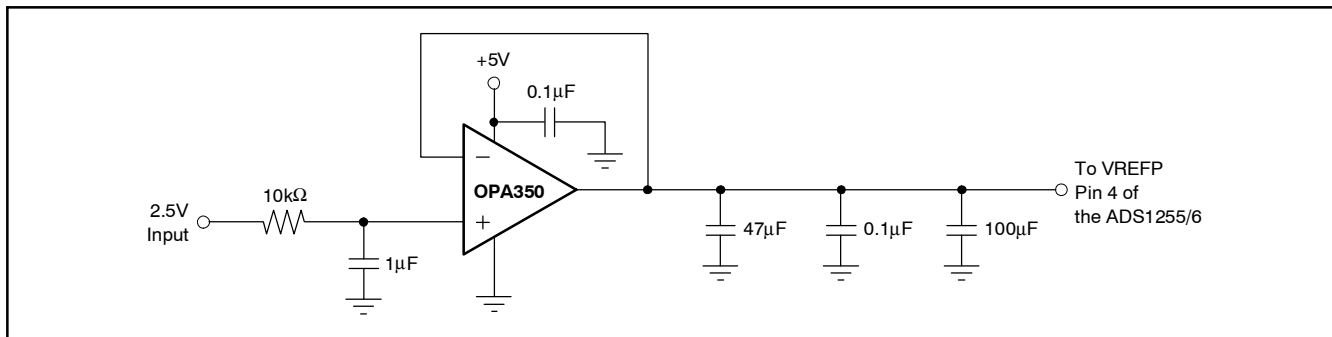 +5V
0.1µF
−
OPA350
+
10kΩ
2.5V
Input
1µF
47µF
0.1µF
100µF
To VREFP
Pin 4 of
the ADS1255/6